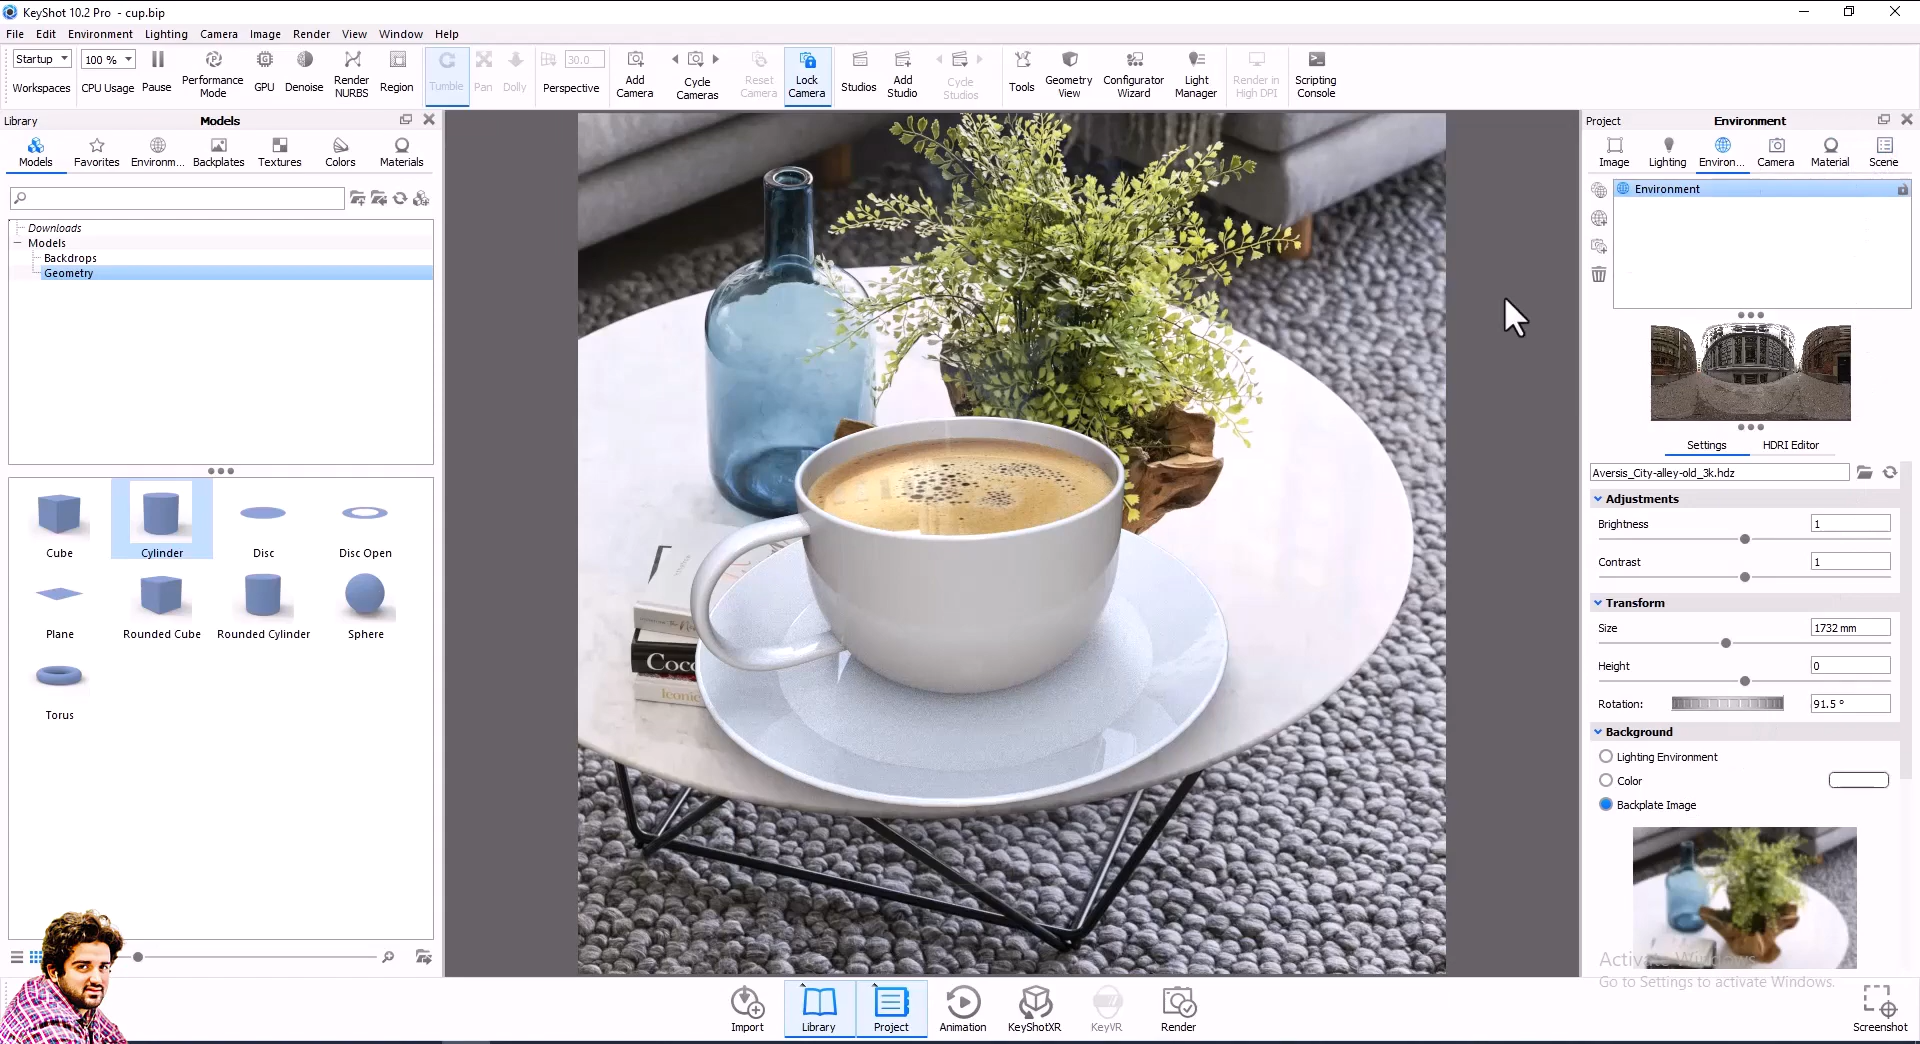 KeyShot 10.2 Pro - cup.bip
File Edit Environment Lighting Camera Image Render View Window Help
Startup
Workspaces
100 %
CPU Usage
Pause
Performance
Mode
GPU
Denoise
Render
NURBS
Region
Tumble
Pan
Dolly
30.0
Perspective
Add
Camera
Cycle
Cameras
Reset
Camera
Lock
Camera
Studios
Add
Studio
Cycle
Studios
Tools
Geometry
View
Configurator
Wizard
Light
Manager
Render in
High DPI
Scripting
Console
Library
Models
Models Favorites Environm... Backplates Textures Colors Materials
Downloads
Models
Backdrops
Geometry
Cube Cylinder Disc Disc Open
Plane Rounded Cube Rounded Cylinder Sphere
Torus
Coco
Iconic
Project
Environment
Image Lighting Environ... Camera Material Scene
Environment
Settings HDRI Editor
Aversis_City-alley-old_3k.hdz
Adjustments
Brightness 1
Contrast 1
Transform
Size 1732 mm
Height 0
Rotation: 91.5 °
Background
Lighting Environment
Color
Backplate Image
Activate Windows
Go to Settings to activate Windows.
Import Library Project Animation KeyShotXR KeyVR Render
Screenshot